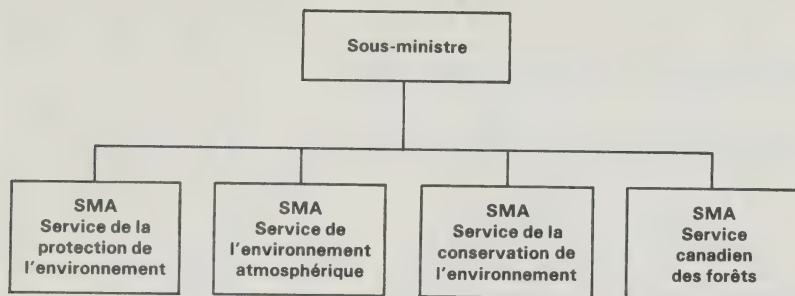 Sous-ministre
SMA
Service de la
protection de
l'environnement
SMA
Service de
l'environnement
atmosphérique
SMA
Service de la
conservation de
l'environnement
SMA
Service
canadien
des forêts